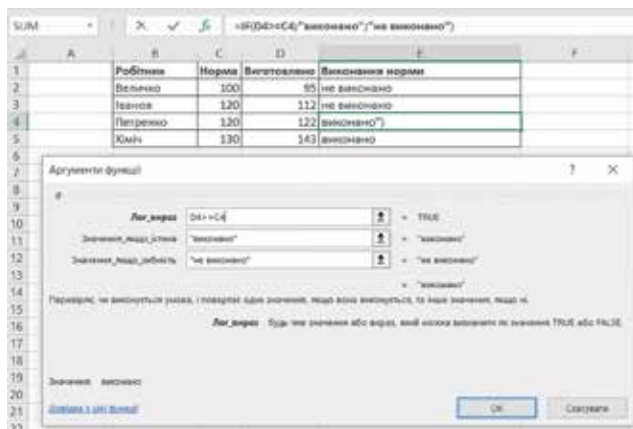 SUM =IF(D4>=C4;"виконано";"не виконано")
A B C D E F
1 Робітник Норма Виготовлено Виконання норми
2 Величко 100 95 не виконано
3 Іванов 120 112 не виконано
4 Петренко 120 122 виконано")
5 Кіміч 130 143 виконано
6
7 Аргументи функції ? ×
8
9 IF
10 Лог_вираз D4>=C4 = TRUE
11 Значення_якщо_істина "виконано" = "виконано"
12 Значення_якщо_хибність "не виконано" = "не виконано"
13
14 = "виконано"
15 Перевіряє, чи виконується умова, і повертає одне значення, якщо вона виконується, та інше значення, якщо ні.
16 Лог_вираз будь-яке значення або вираз, який можна визначити як значення TRUE або FALSE.
17
18
19 Значення: виконано
20
21 Довідка з цієї функції OK Скасувати
22